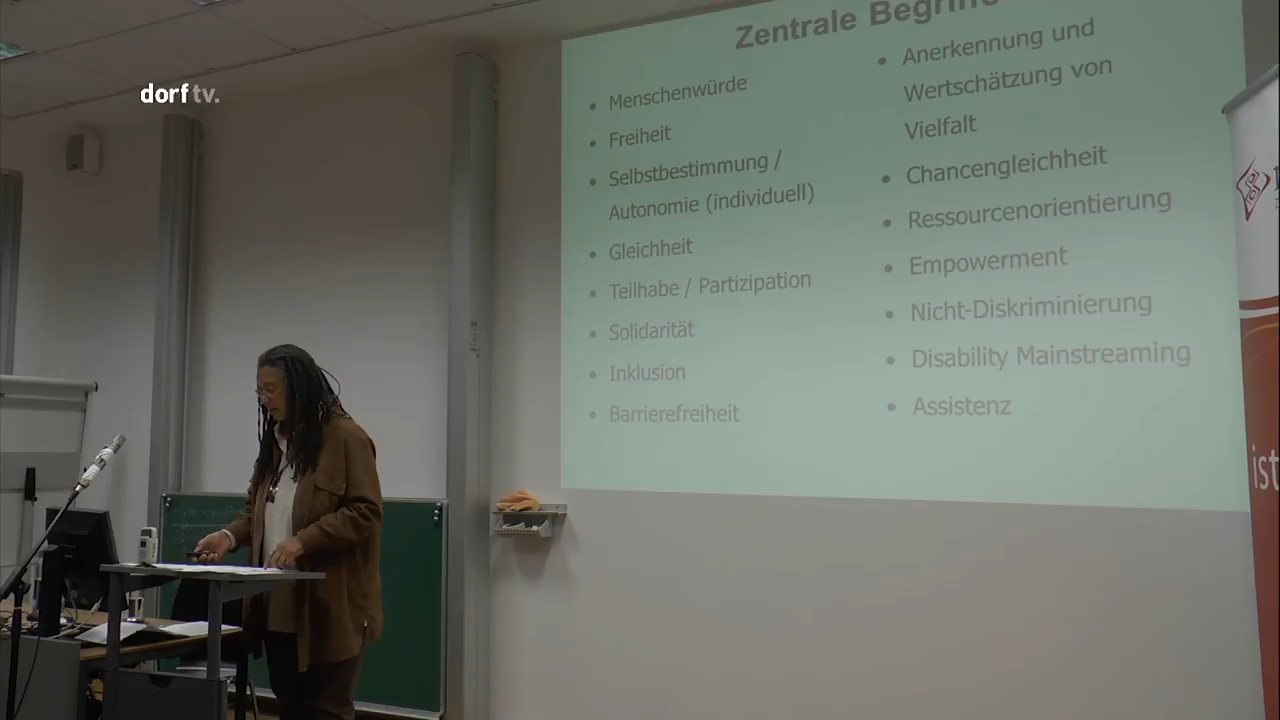 dorf tv.
Zentrale Begriffe
• Menschenwürde
• Freiheit
• Selbstbestimmung /
Autonomie (individuell)
• Gleichheit
• Teilhabe / Partizipation
• Solidarität
• Inklusion
• Barrierefreiheit
• Anerkennung und
Wertschätzung von
Vielfalt
• Chancengleichheit
• Ressourcenorientierung
• Empowerment
• Nicht-Diskriminierung
• Disability Mainstreaming
• Assistenz
ist